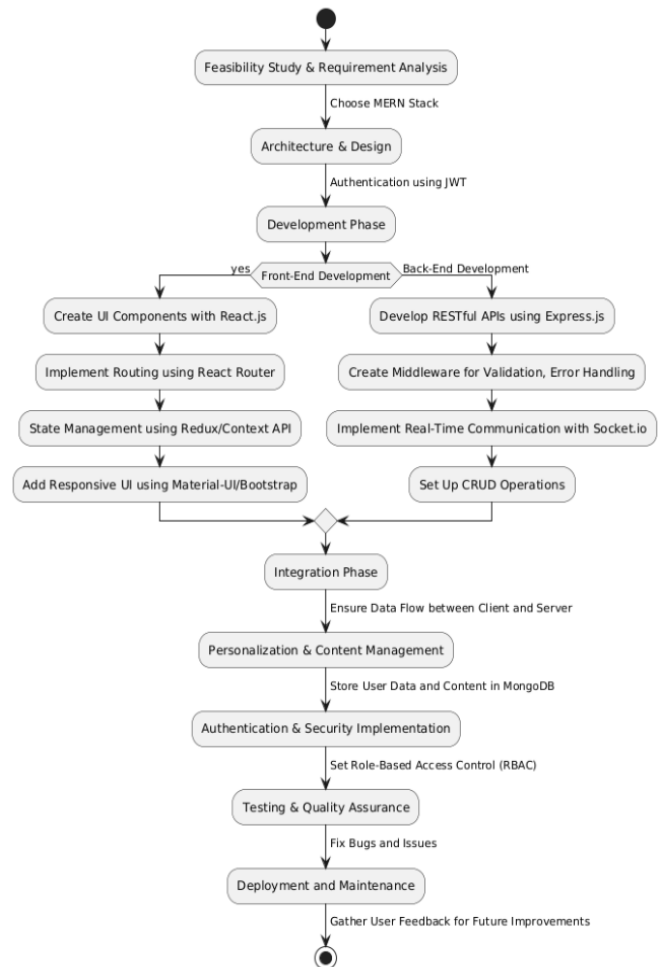 Feasibility Study & Requirement Analysis
Choose MERN Stack
Architecture & Design
Authentication using JWT
Development Phase
yes
Front-End Development
Back-End Development
Create UI Components with React.js
Develop RESTful APIs using Express.js
Implement Routing using React Router
Create Middleware for Validation, Error Handling
State Management using Redux/Context API
Implement Real-Time Communication with Socket.io
Add Responsive UI using Material-UI/Bootstrap
Set Up CRUD Operations
Integration Phase
Ensure Data Flow between Client and Server
Personalization & Content Management
Store User Data and Content in MongoDB
Authentication & Security Implementation
Set Role-Based Access Control (RBAC)
Testing & Quality Assurance
Fix Bugs and Issues
Deployment and Maintenance
Gather User Feedback for Future Improvements